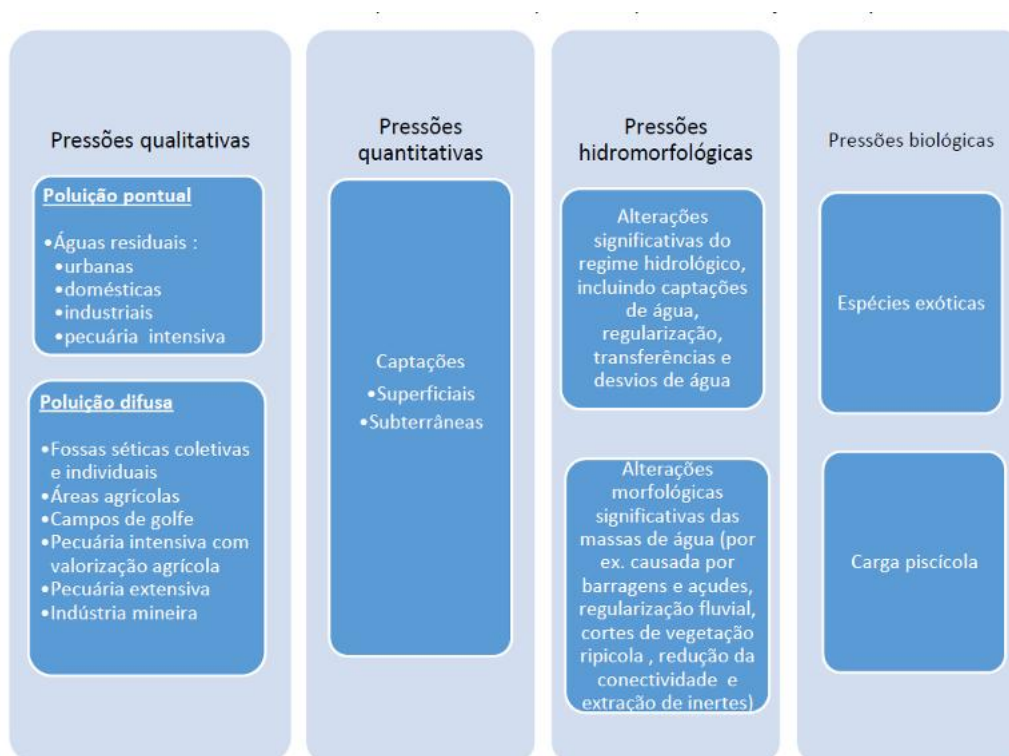 Pressões qualitativas
Poluição pontual
•Águas residuais :
•urbanas
•domésticas
•industriais
•pecuária intensiva
Poluição difusa
•Fossas séticas coletivas
e individuais
•Áreas agrícolas
•Campos de golfe
•Pecuária intensiva com
valorização agrícola
•Pecuária extensiva
•Indústria mineira
Pressões
quantitativas
Captações
•Superficiais
•Subterrâneas
Pressões
hidromorfológicas
Alterações
significativas do
regime hidrológico,
incluindo captações
de água,
regularização,
transferências e
desvios de água
Alterações
morfológicas
significativas das
massas de água (por
ex. causada por
barragens e açudes,
regularização fluvial,
cortes de vegetação
ripicola , redução da
conectividade e
extração de inertes)
Pressões biológicas
Espécies exóticas
Carga piscícola